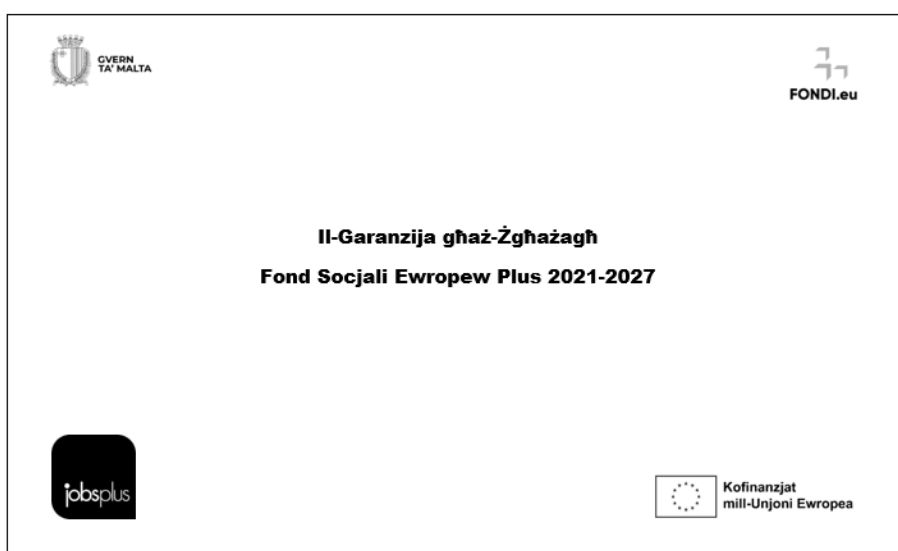 GVERN
TA' MALTA
FONDI.eu
Il-Garanzija għaż-Żgħażagħ
Fond Socjali Ewropew Plus 2021-2027
jobsplus
Kofinanzjat
mill-Unjoni Ewropea